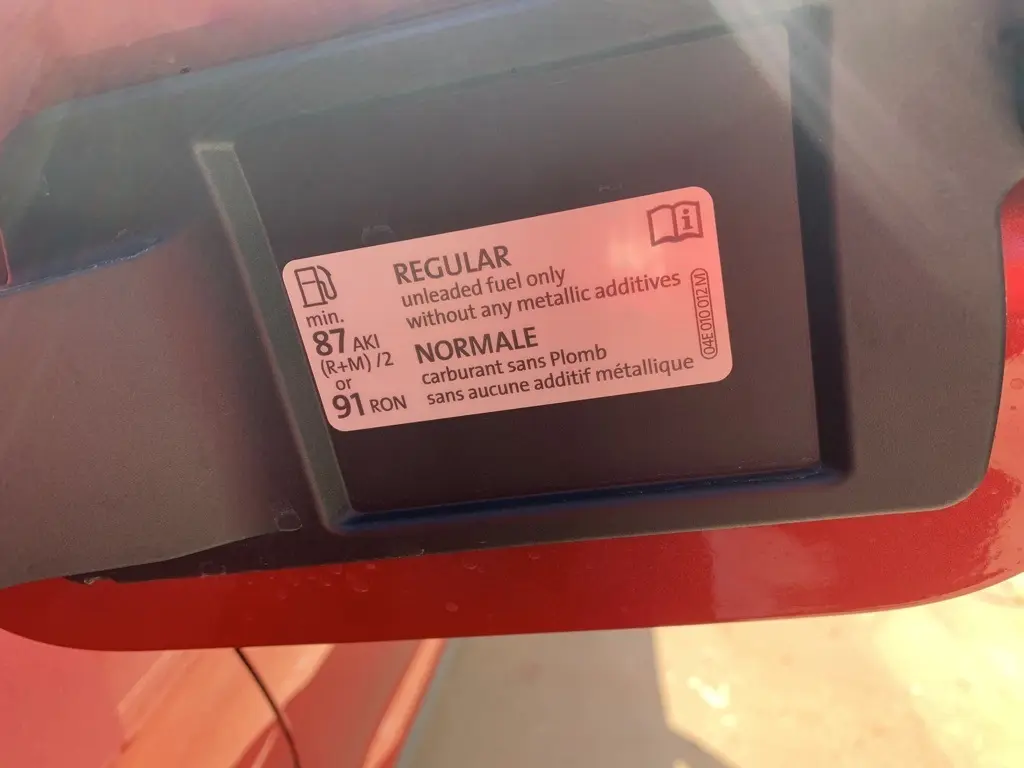 min.
87 AKI
(R+M) /2
or
91 RON
REGULAR
unleaded fuel only
without any metallic additives
NORMALE
carburant sans Plomb
sans aucune additif métallique
i
04E 010 012 M